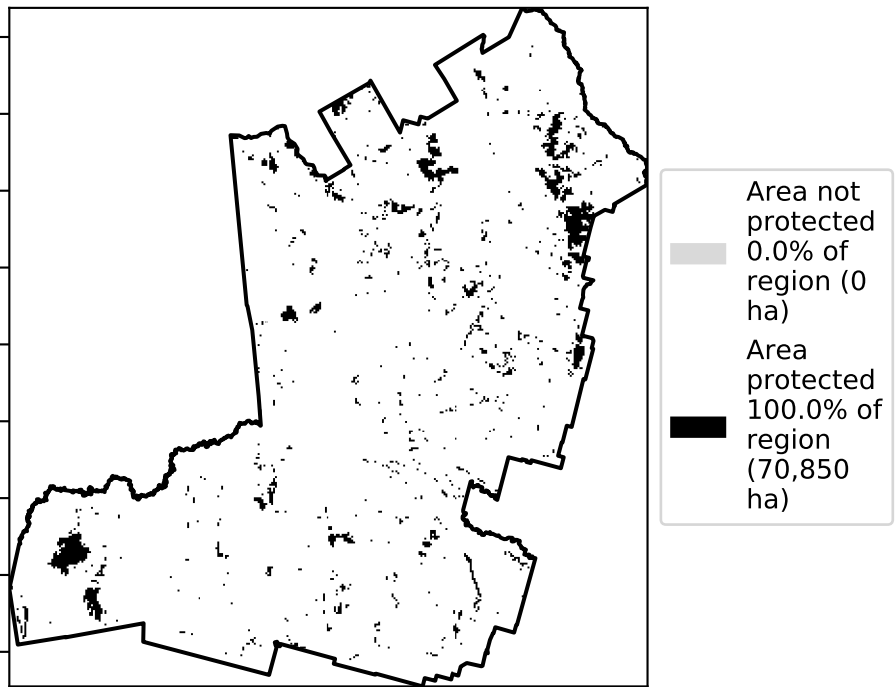 Area not
protected
0.0% of
region (0
ha)
Area
protected
100.0% of
region
(70,850
ha)